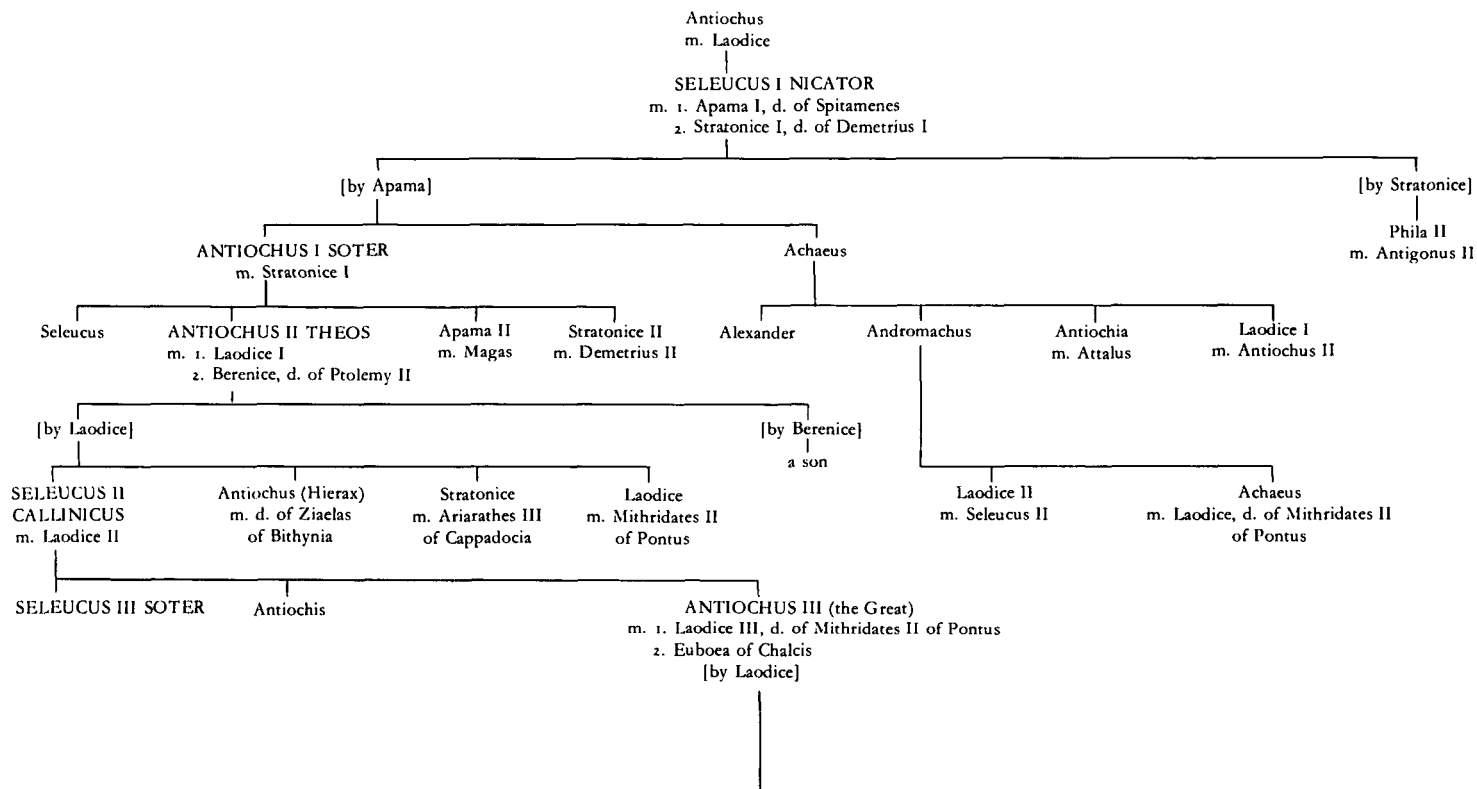 Antiochus
m. Laodice
SELEUCUS I NICATOR
m. 1. Apama I, d. of Spitamenes
2. Stratonice I, d. of Demetrius I
[by Apama]
[by Stratonice]
ANTIOCHUS I SOTER
m. Stratonice I
Achaeus
Phila II
m. Antigonus II
Seleucus
ANTIOCHUS II THEOS
m. 1. Laodice I
2. Berenice, d. of Ptolemy II
Apama II
m. Magas
Stratonice II
m. Demetrius II
Alexander
Andromachus
Antiochia
m. Attalus
Laodice I
m. Antiochus II
[by Laodice]
[by Berenice]
a son
SELEUCUS II
CALLINICUS
m. Laodice II
Antiochus (Hierax)
m. d. of Ziaelas
of Bithynia
Stratonice
m. Ariarathes III
of Cappadocia
Laodice
m. Mithridates II
of Pontus
Laodice II
m. Seleucus II
Achaeus
m. Laodice, d. of Mithridates II
of Pontus
SELEUCUS III SOTER
Antiochis
ANTIOCHUS III (the Great)
m. 1. Laodice III, d. of Mithridates II of Pontus
2. Euboea of Chalcis
[by Laodice]